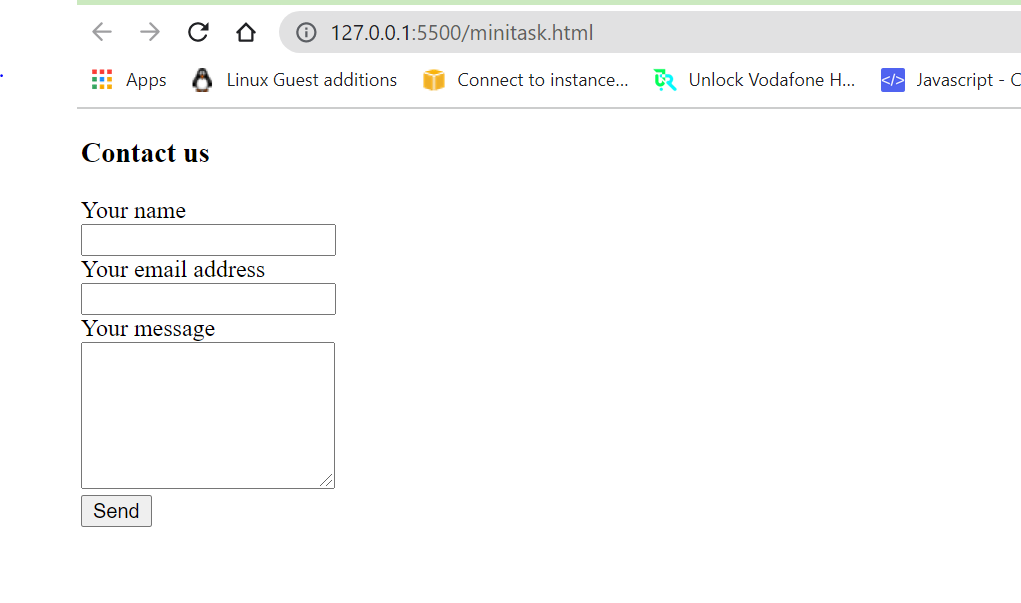 127.0.0.1:5500/minitask.html
Apps Linux Guest additions Connect to instance... Unlock Vodafone H... </> Javascript - C
Contact us
Your name
Your email address
Your message
Send